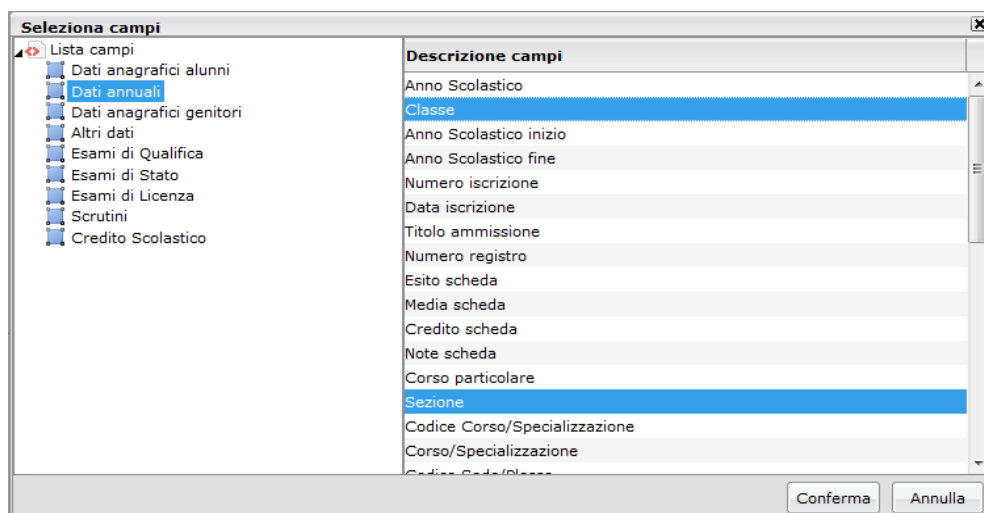 Seleziona campi
Lista campi
Dati anagrafici alunni
Dati annuali
Dati anagrafici genitori
Altri dati
Esami di Qualifica
Esami di Stato
Esami di Licenza
Scrutini
Credito Scolastico
Descrizione campi
Anno Scolastico
Classe
Anno Scolastico inizio
Anno Scolastico fine
Numero iscrizione
Data iscrizione
Titolo ammissione
Numero registro
Esito scheda
Media scheda
Credito scheda
Note scheda
Corso particolare
Sezione
Codice Corso/Specializzazione
Corso/Specializzazione
Conferma
Annulla